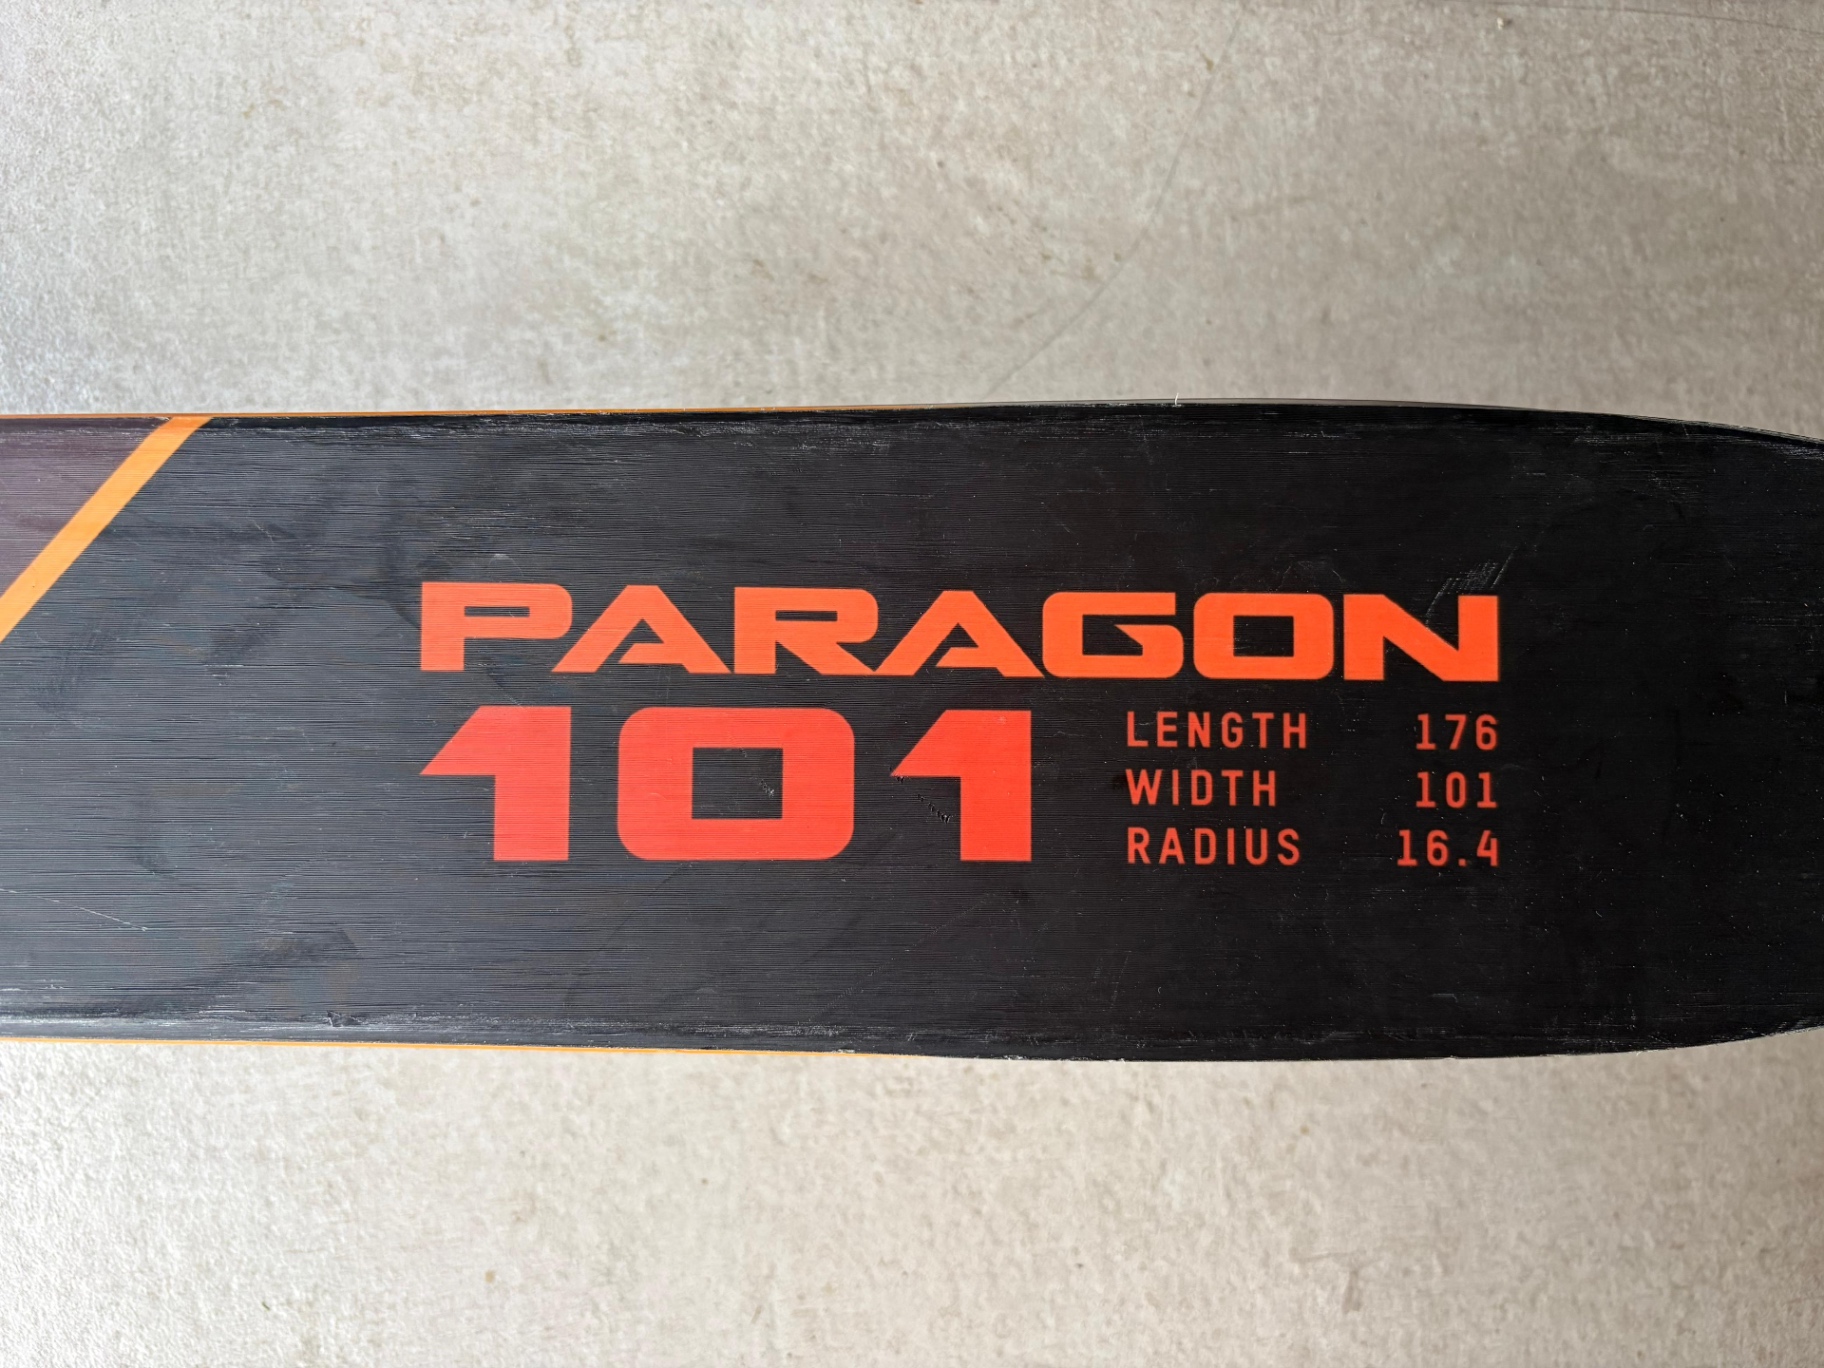 PARAGON
101
LENGTH 176
WIDTH 101
RADIUS 16.4